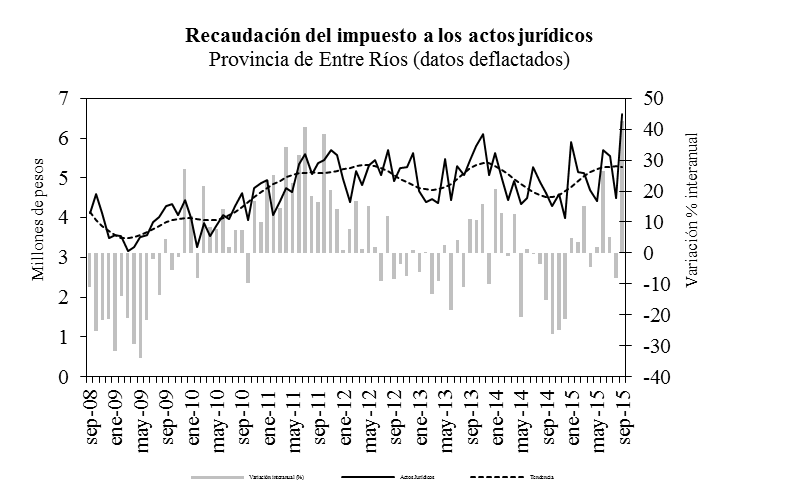 Recaudación del impuesto a los actos jurídicos
Provincia de Entre Ríos (datos deflactados)
Millones de pesos
7
6
5
4
3
2
1
0
50
40
30
20
10
0
-10
-20
-30
-40
Variación % interanual
sep-08
ene-09
may-09
sep-09
ene-10
may-10
sep-10
ene-11
may-11
sep-11
ene-12
may-12
sep-12
ene-13
may-13
sep-13
ene-14
may-14
sep-14
ene-15
may-15
sep-15
Variación interanual (%) Actos Jurídicos Tendencia